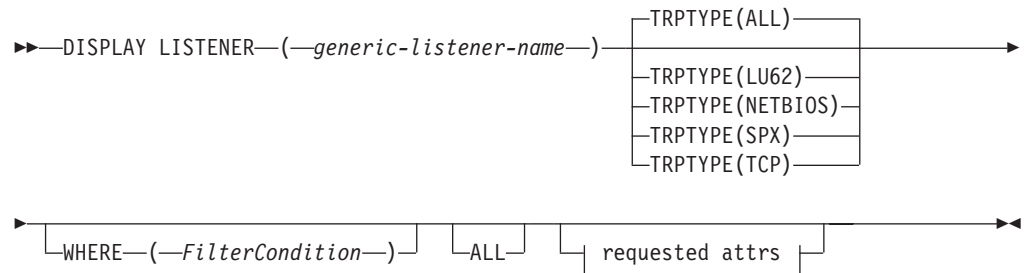 TRPTYPE(ALL)
DISPLAY LISTENER ( generic-listener-name )
TRPTYPE(LU62)
TRPTYPE(NETBIOS)
TRPTYPE(SPX)
TRPTYPE(TCP)
WHERE ( FilterCondition ) ALL requested attrs